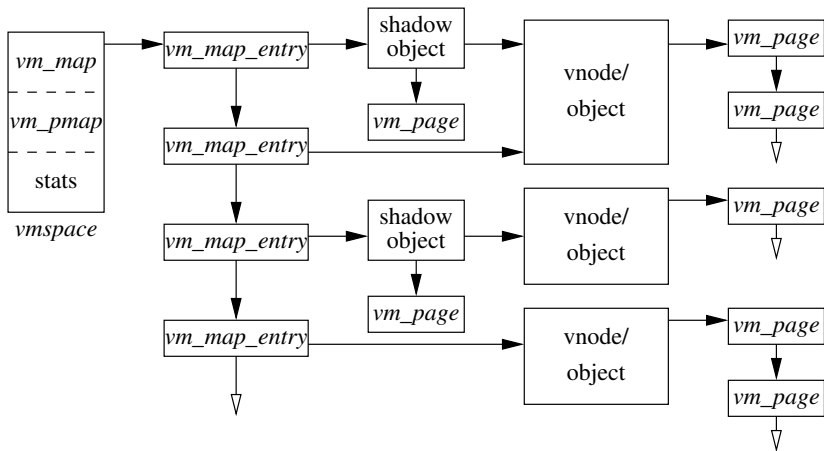 vm_map
vm_pmap
stats
vmspace
vm_map_entry
vm_map_entry
vm_map_entry
vm_map_entry
shadow
object
vm_page
shadow
object
vm_page
vnode/
object
vnode/
object
vnode/
object
vm_page
vm_page
vm_page
vm_page
vm_page